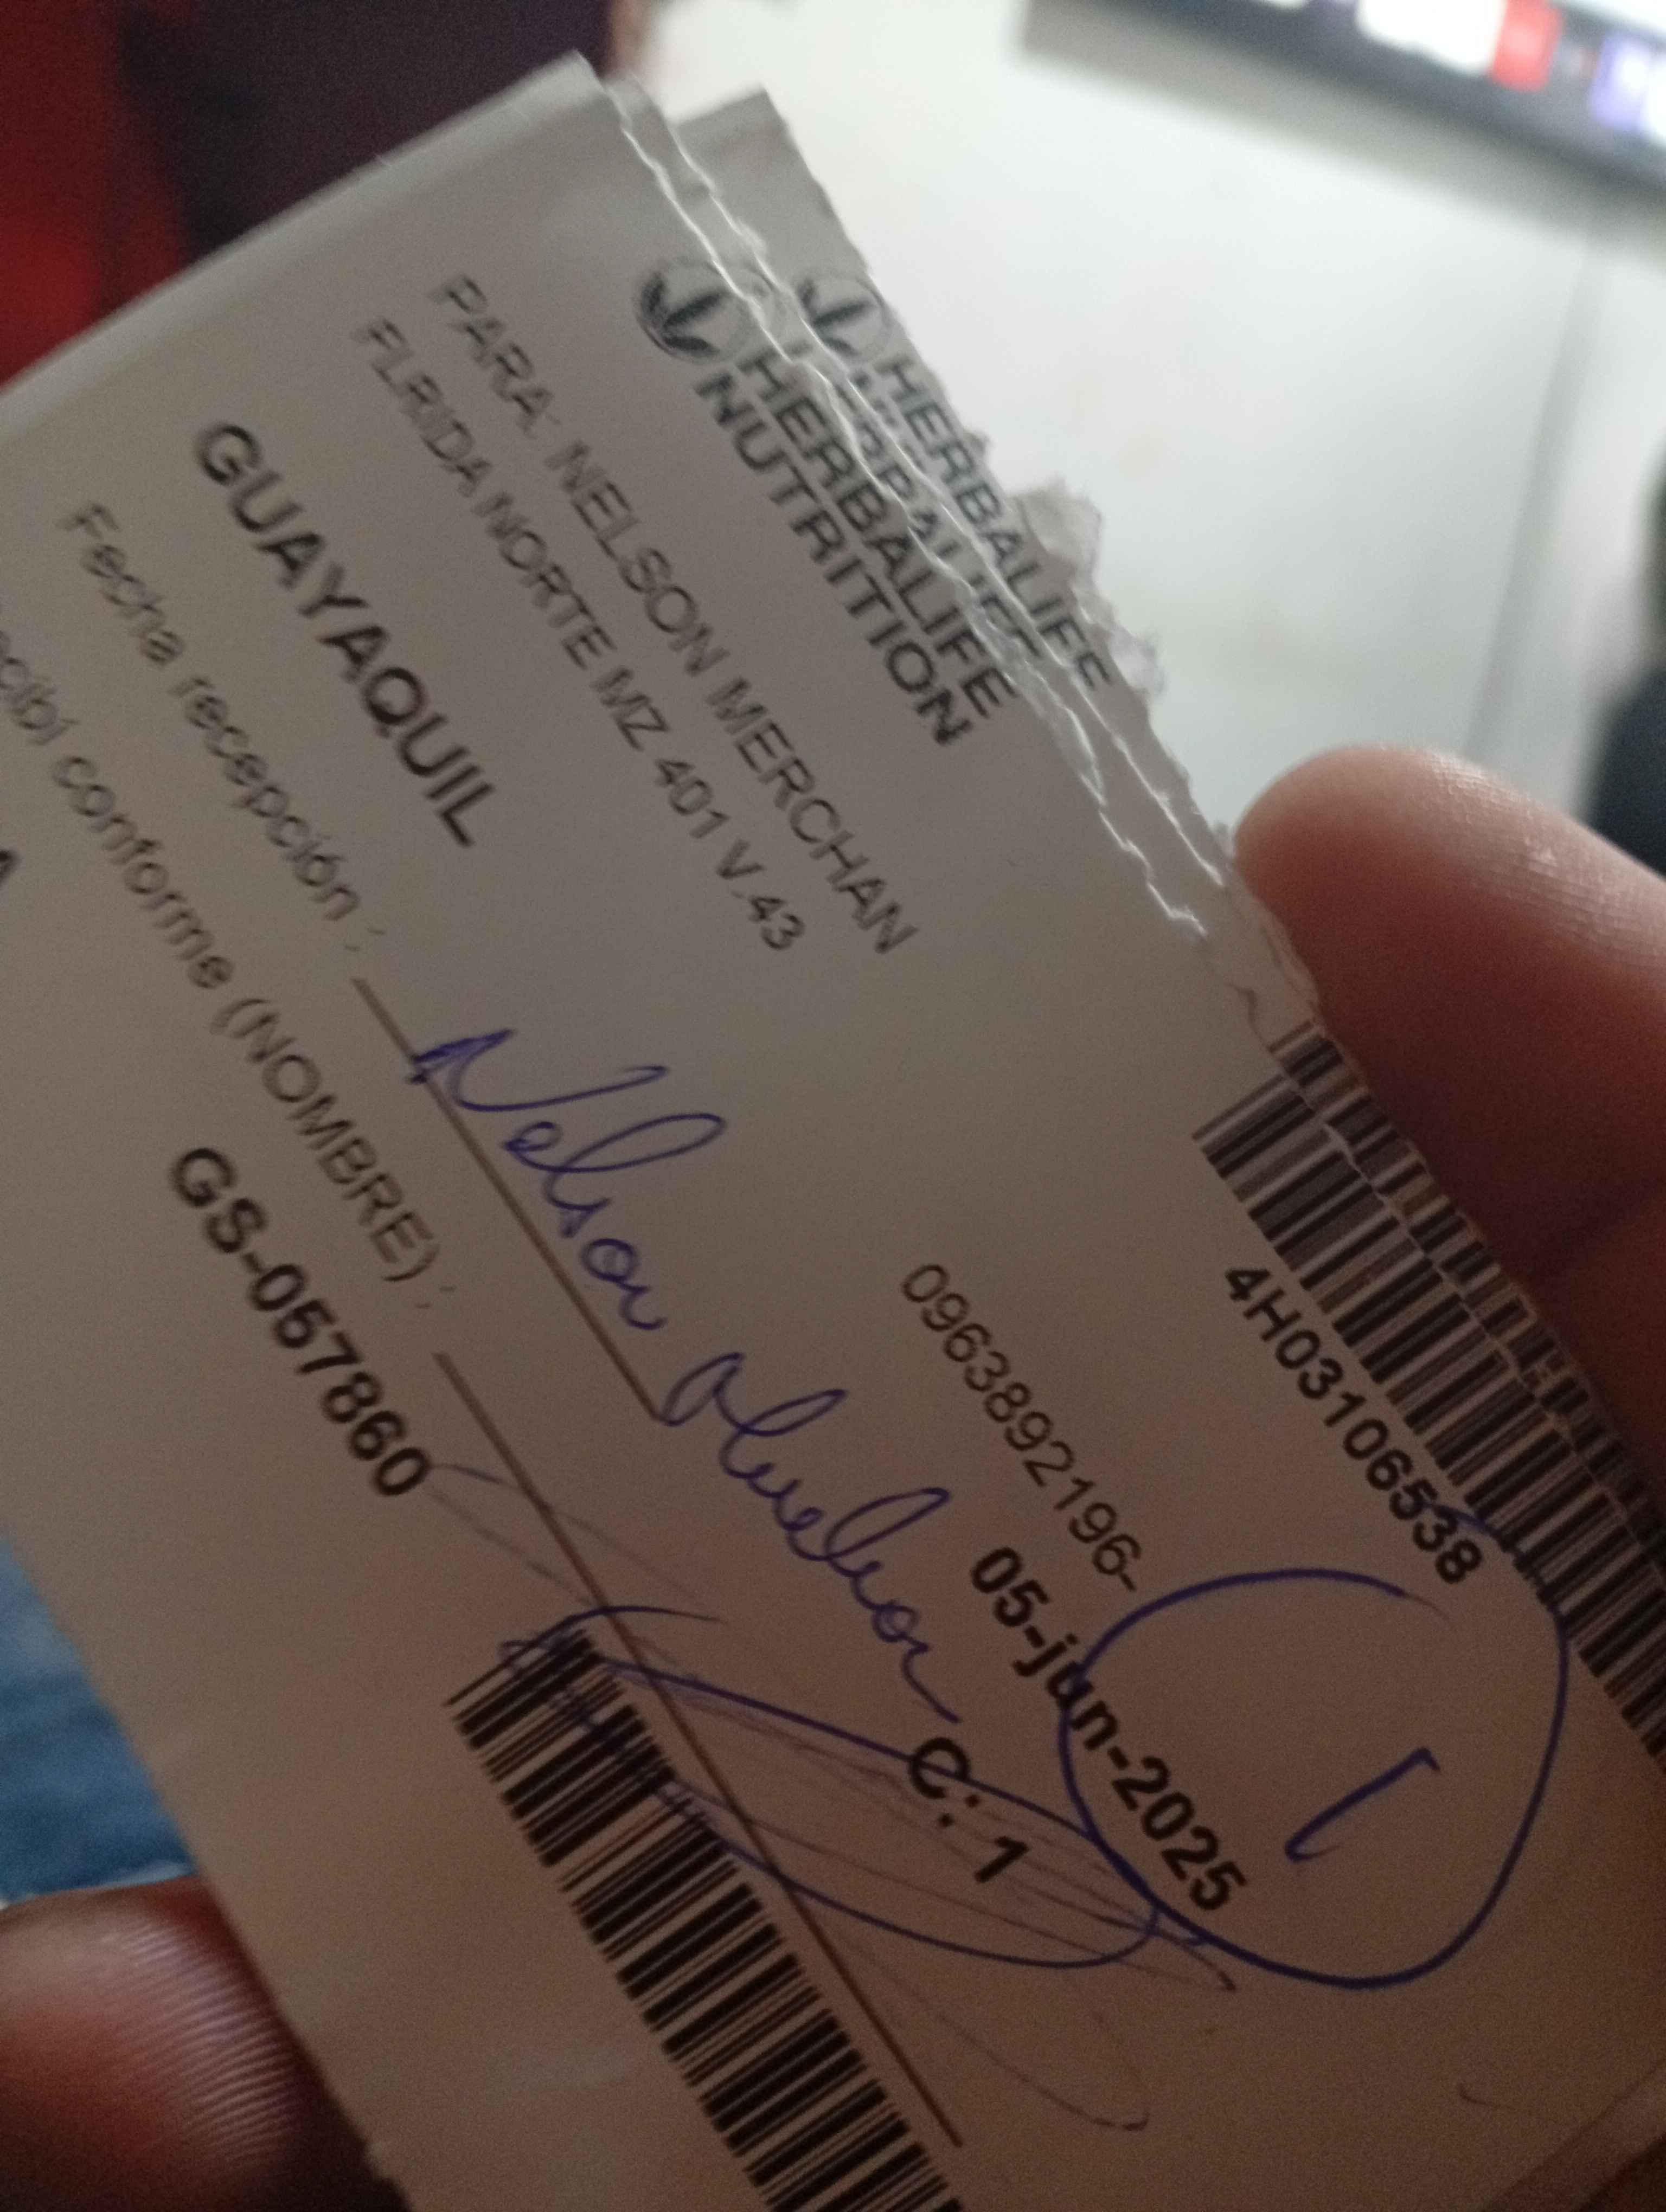 HERBALIFE
HERBALIFE
NUTRITION
4H03106538
PARA: NELSON MERCHAN
0963892196-
FLRIDA NORTE MZ 401 V.43
05-jun-2025
1
GUAYAQUIL
C: 1
Fecha recepción :
Nelson
conforme (NOMBRE) :
GS-057860